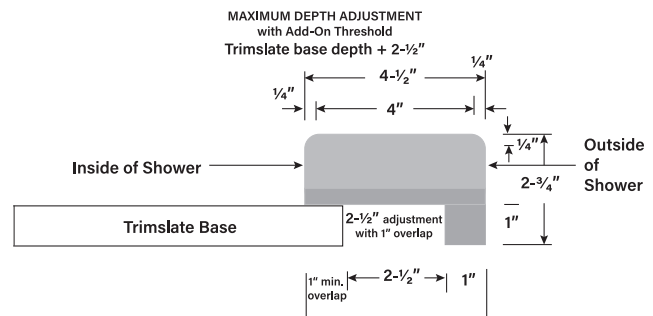 MAXIMUM DEPTH ADJUSTMENT
with Add-On Threshold
Trimslate base depth + 2-½"
4-½"
¼"
¼"
4"
Inside of Shower
¼"
Outside
of
Shower
2-¾"
Trimslate Base
2-½" adjustment
with 1" overlap
1"
1" min.
overlap
2-½"
1"